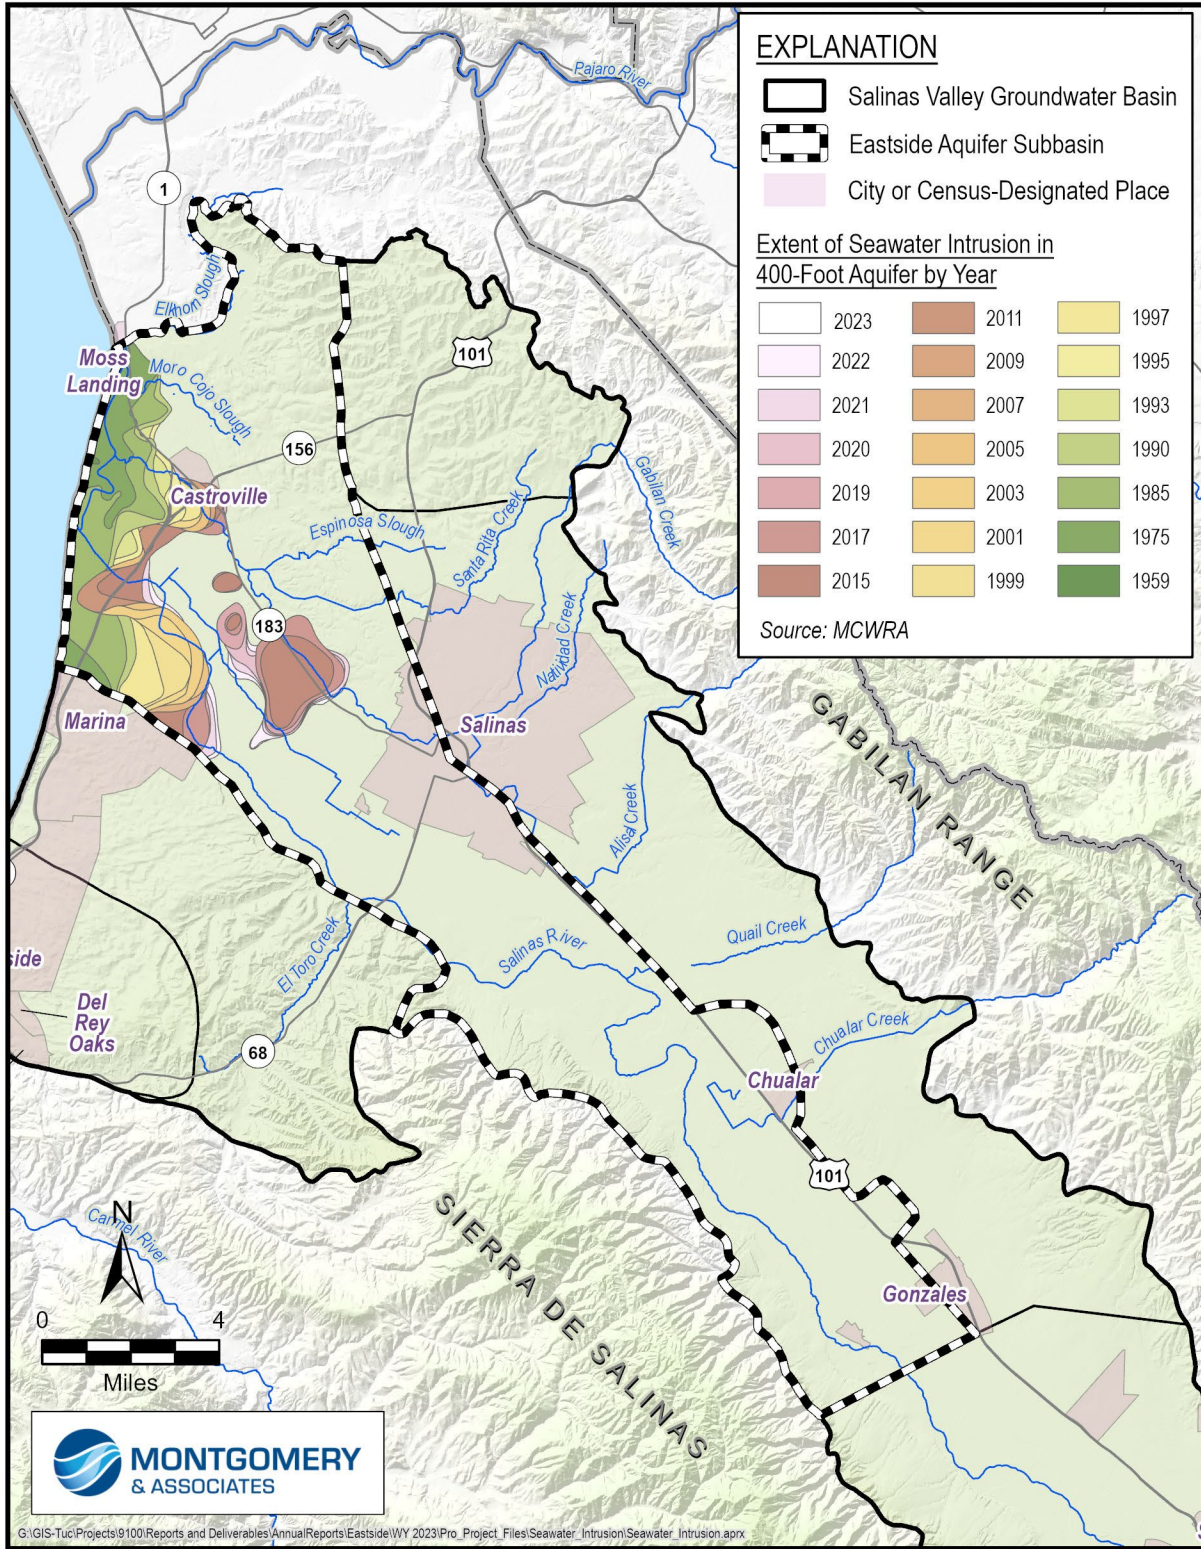 EXPLANATION
Salinas Valley Groundwater Basin
Eastside Aquifer Subbasin
City or Census-Designated Place
Extent of Seawater Intrusion in
400-Foot Aquifer by Year
2023
2022
2021
2020
2019
2017
2015
2011
2009
2007
2005
2003
2001
1999
1997
1995
1993
1990
1985
1975
1959
Source: MCWRA
Pajaro River
1
Elkhorn Slough
101
Moss
Landing
Moro Cojo Slough
156
Castroville
Gabilan Creek
Santa Rita Creek
Espinosa Slough
Natividad Creek
183
Marina
Salinas
GABILAN RANGE
Alisal Creek
Quail Creek
Salinas River
El Toro Creek
side
Del
Rey
Oaks
68
Chualar Creek
Chualar
101
SIERRA DE SALINAS
Carmel River
Gonzales
N
0 4
Miles
MONTGOMERY
& ASSOCIATES
G:\GIS-Tuc\Projects\9100\Reports and Deliverables\AnnualReports\Eastside\WY 2023\Pro_Project_Files\Seawater_Intrusion\Seawater_Intrusion.aprx